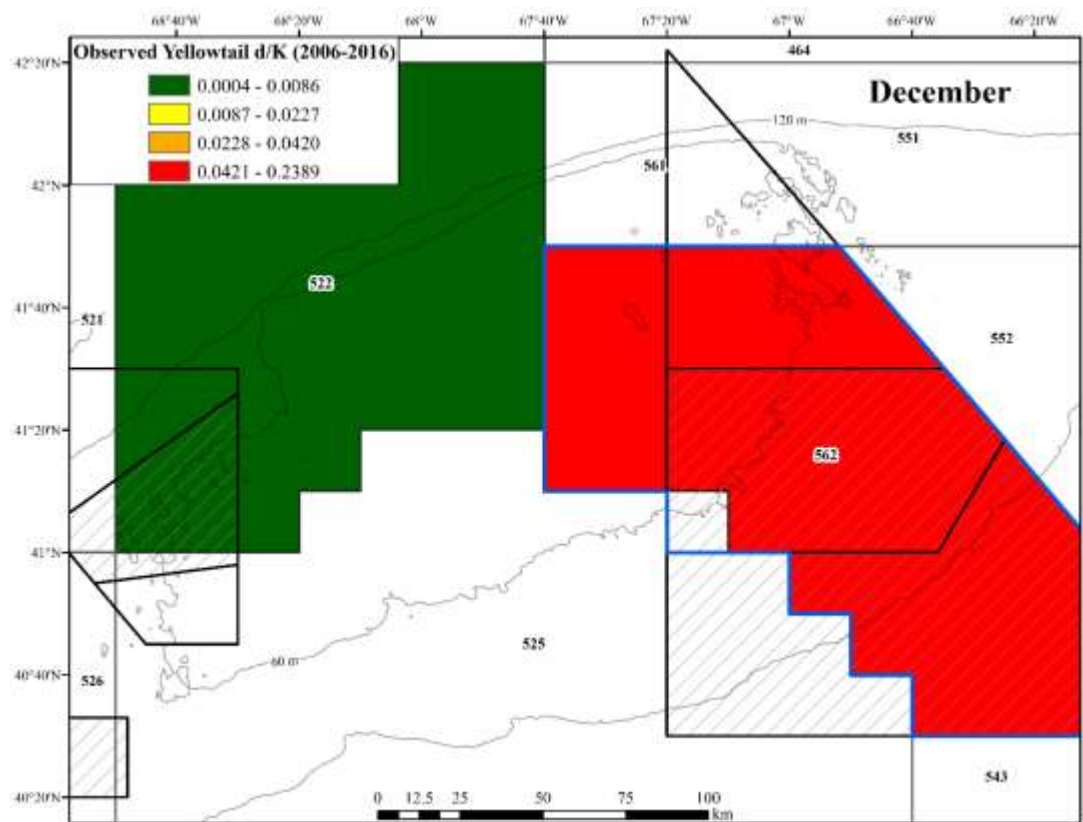 68°40'W 68°20'W 68°W 67°40'W 67°20'W 67°W 66°40'W 66°20'W
Observed Yellowtail d/K (2006-2016)
0.0004 - 0.0086
0.0087 - 0.0227
0.0228 - 0.0420
0.0421 - 0.2389
December
464
120 m
551
561
42°20'N
42°N
41°40'N
41°20'N
41°N
40°40'N
40°20'N
522
521
552
562
525
60 m
526
543
0 12.5 25 50 75 100
km